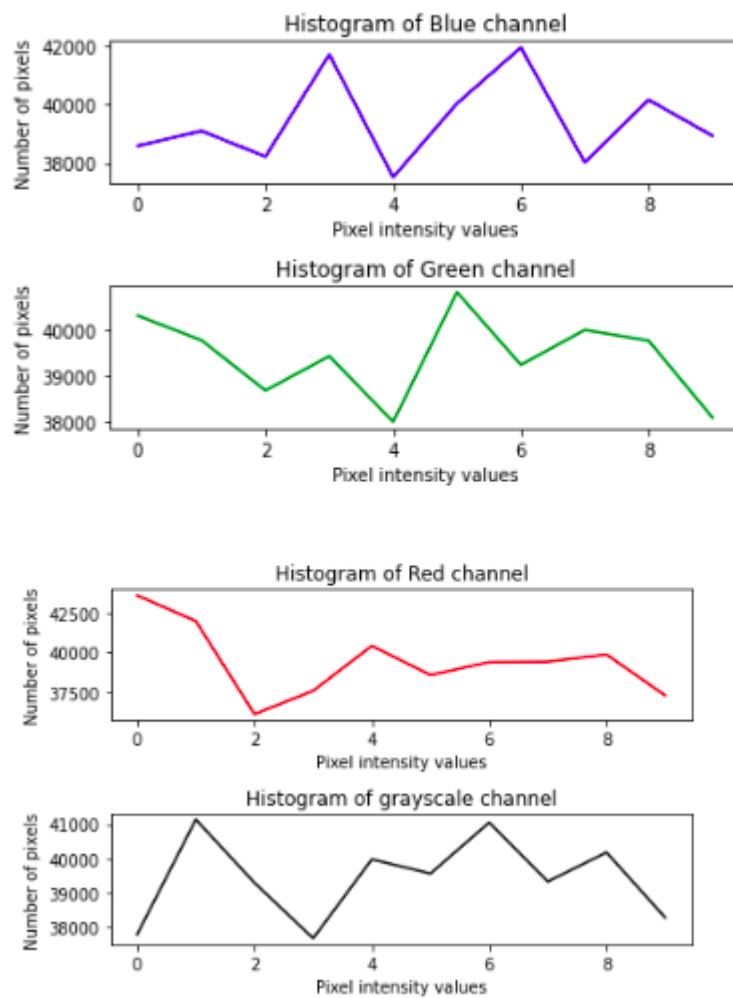 Histogram of Blue channel
42000
40000
38000
Number of pixels
0 2 4 6 8
Pixel intensity values
Histogram of Green channel
40000
39000
38000
Number of pixels
0 2 4 6 8
Pixel intensity values
Histogram of Red channel
42500
40000
37500
Number of pixels
0 2 4 6 8
Pixel intensity values
Histogram of grayscale channel
41000
40000
39000
38000
Number of pixels
0 2 4 6 8
Pixel intensity values